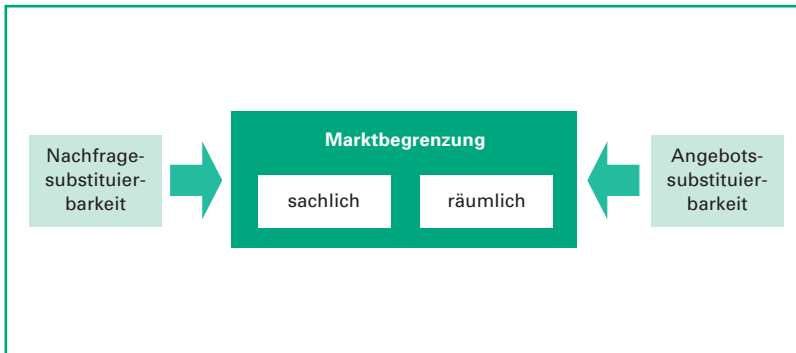 Nachfrage-
substituier-
barkeit
Marktbegrenzung
sachlich
räumlich
Angebots-
substituier-
barkeit